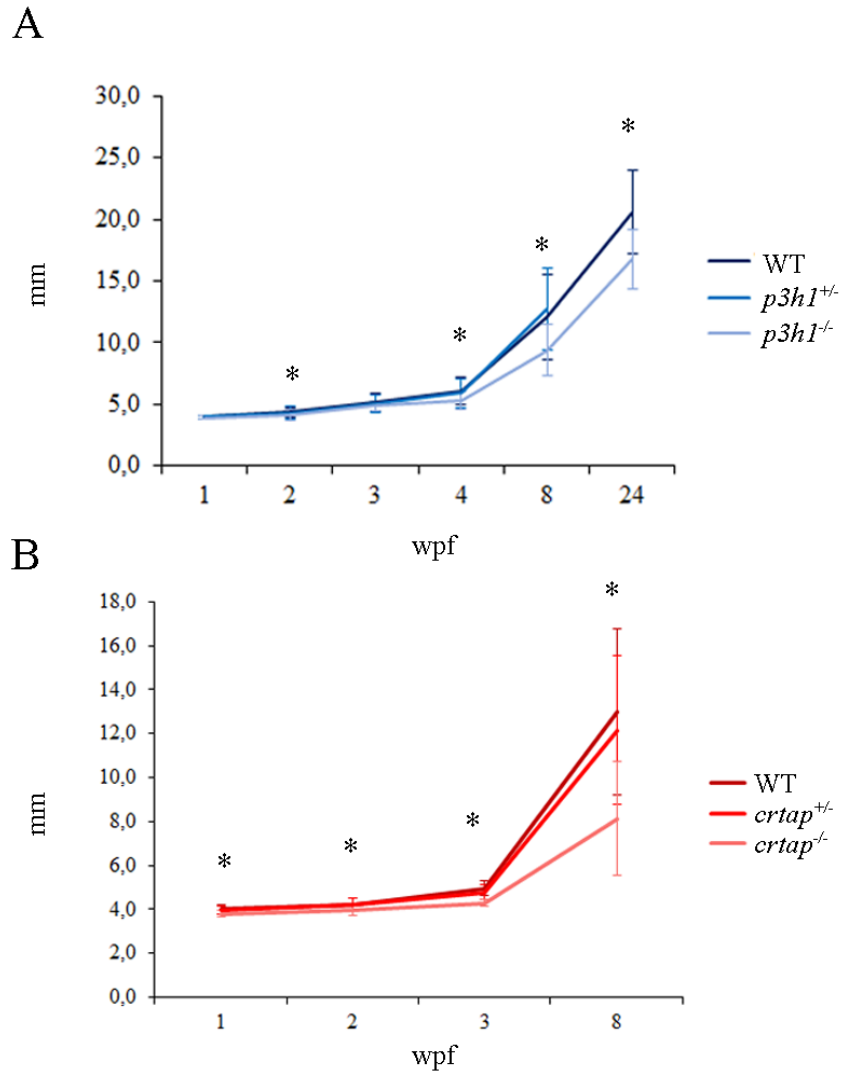 A
30,0
25,0
20,0
15,0
10,0
5,0
0,0
mm
* * * *
1 2 3 4 8 24
wpf
WT
p3h1+/-
p3h1-/-
B
18,0
16,0
14,0
12,0
10,0
8,0
6,0
4,0
2,0
0,0
mm
* * * *
1 2 3 8
wpf
WT
crtap+/-
crtap-/-